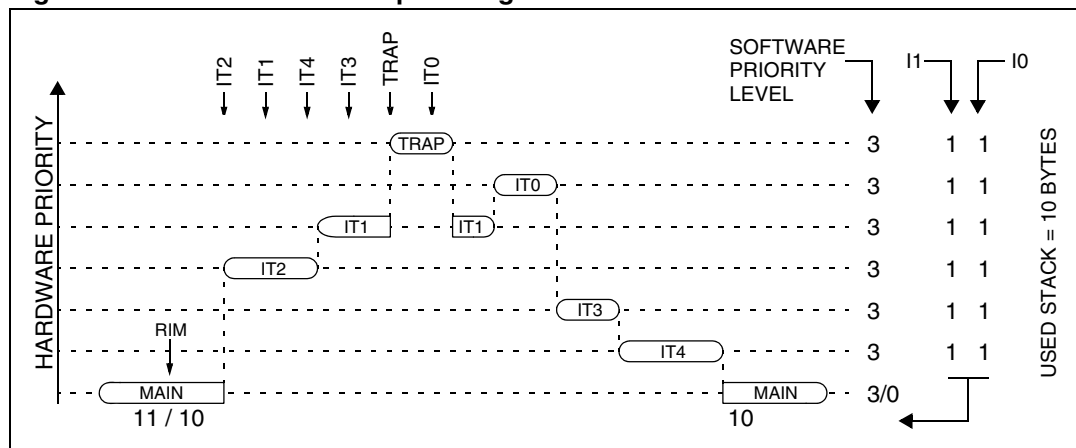 IT2
IT1
IT4
IT3
TRAP
IT0
SOFTWARE
PRIORITY
LEVEL
I1
I0
HARDWARE PRIORITY
TRAP
3
1 1
IT0
3
1 1
IT1
IT1
3
1 1
IT2
3
1 1
IT3
3
1 1
RIM
IT4
3
1 1
MAIN
MAIN
3/0
11 / 10
10
USED STACK = 10 BYTES